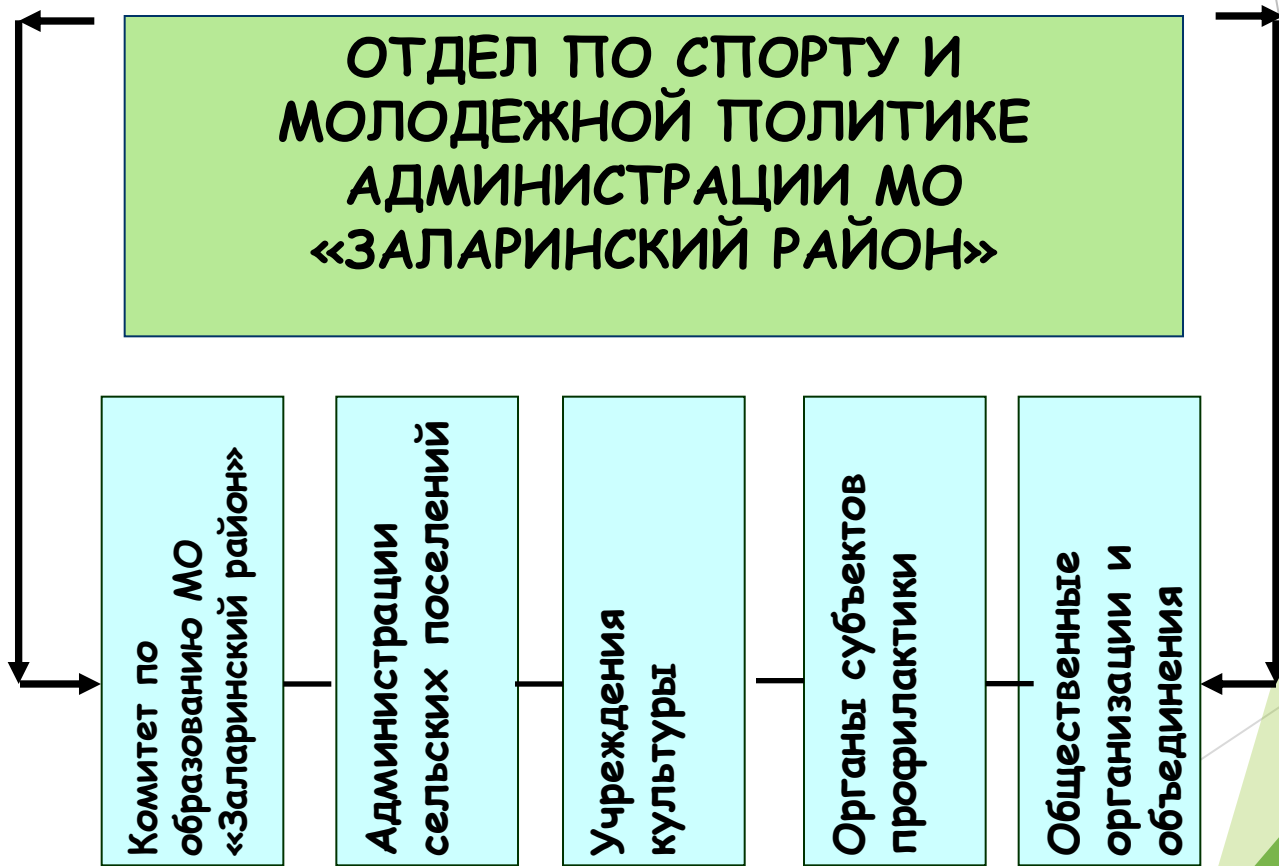 ОТДЕЛ ПО СПОРТУ И
МОЛОДЕЖНОЙ ПОЛИТИКЕ
АДМИНИСТРАЦИИ МО
«ЗАЛАРИНСКИЙ РАЙОН»
Комитет по
образованию МО
«Заларинский район»
Администрации
сельских поселений
Учреждения
культуры
Органы субъектов
профилактики
Общественные
организации и
объединения